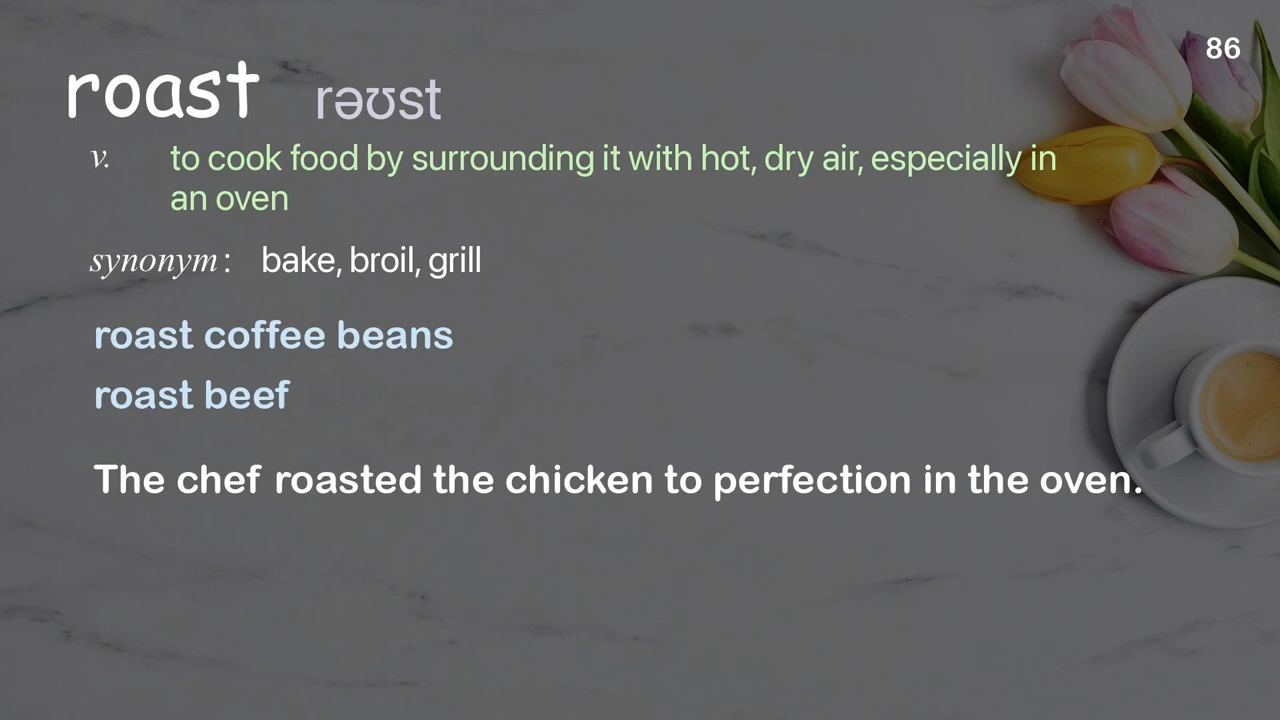 86
roast rəʊst
v. to cook food by surrounding it with hot, dry air, especially in
an oven
synonym : bake, broil, grill
roast coffee beans
roast beef
The chef roasted the chicken to perfection in the oven.